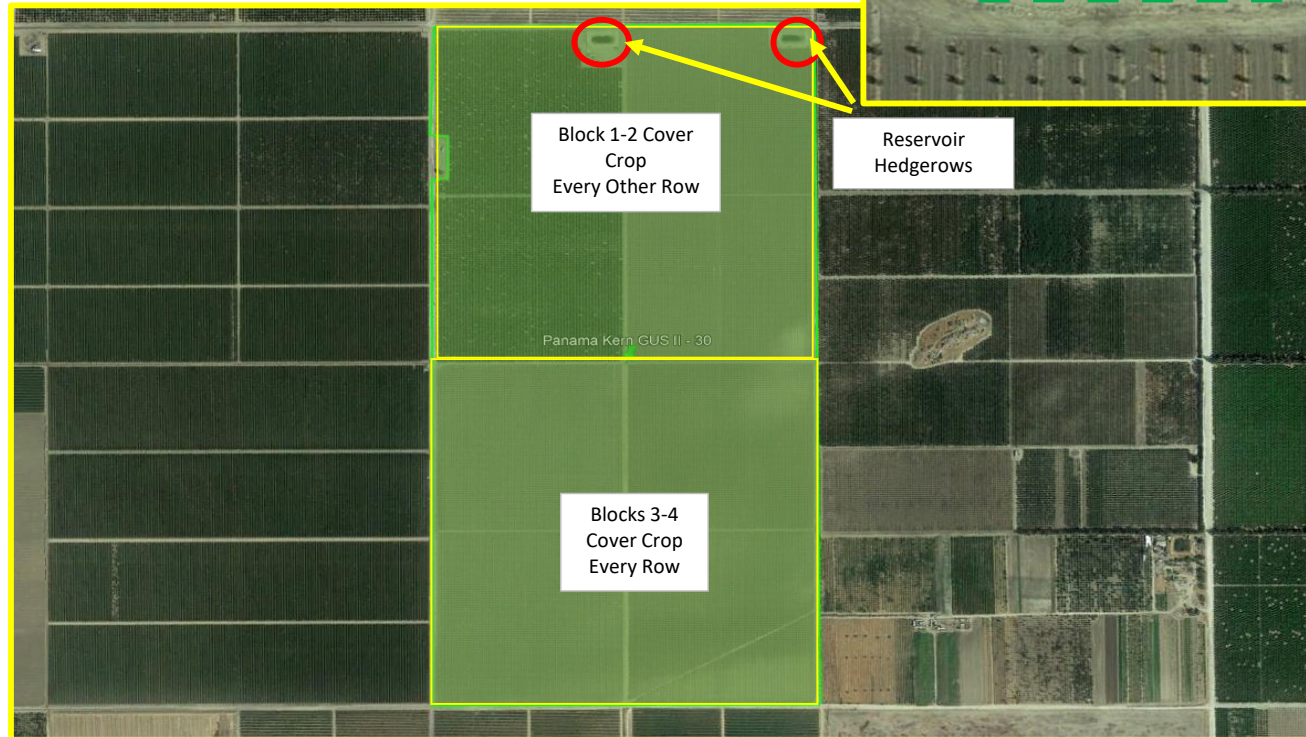 Block 1-2 Cover
Crop
Every Other Row
Reservoir
Hedgerows
Panama Kern GUS II - 30
Blocks 3-4
Cover Crop
Every Row